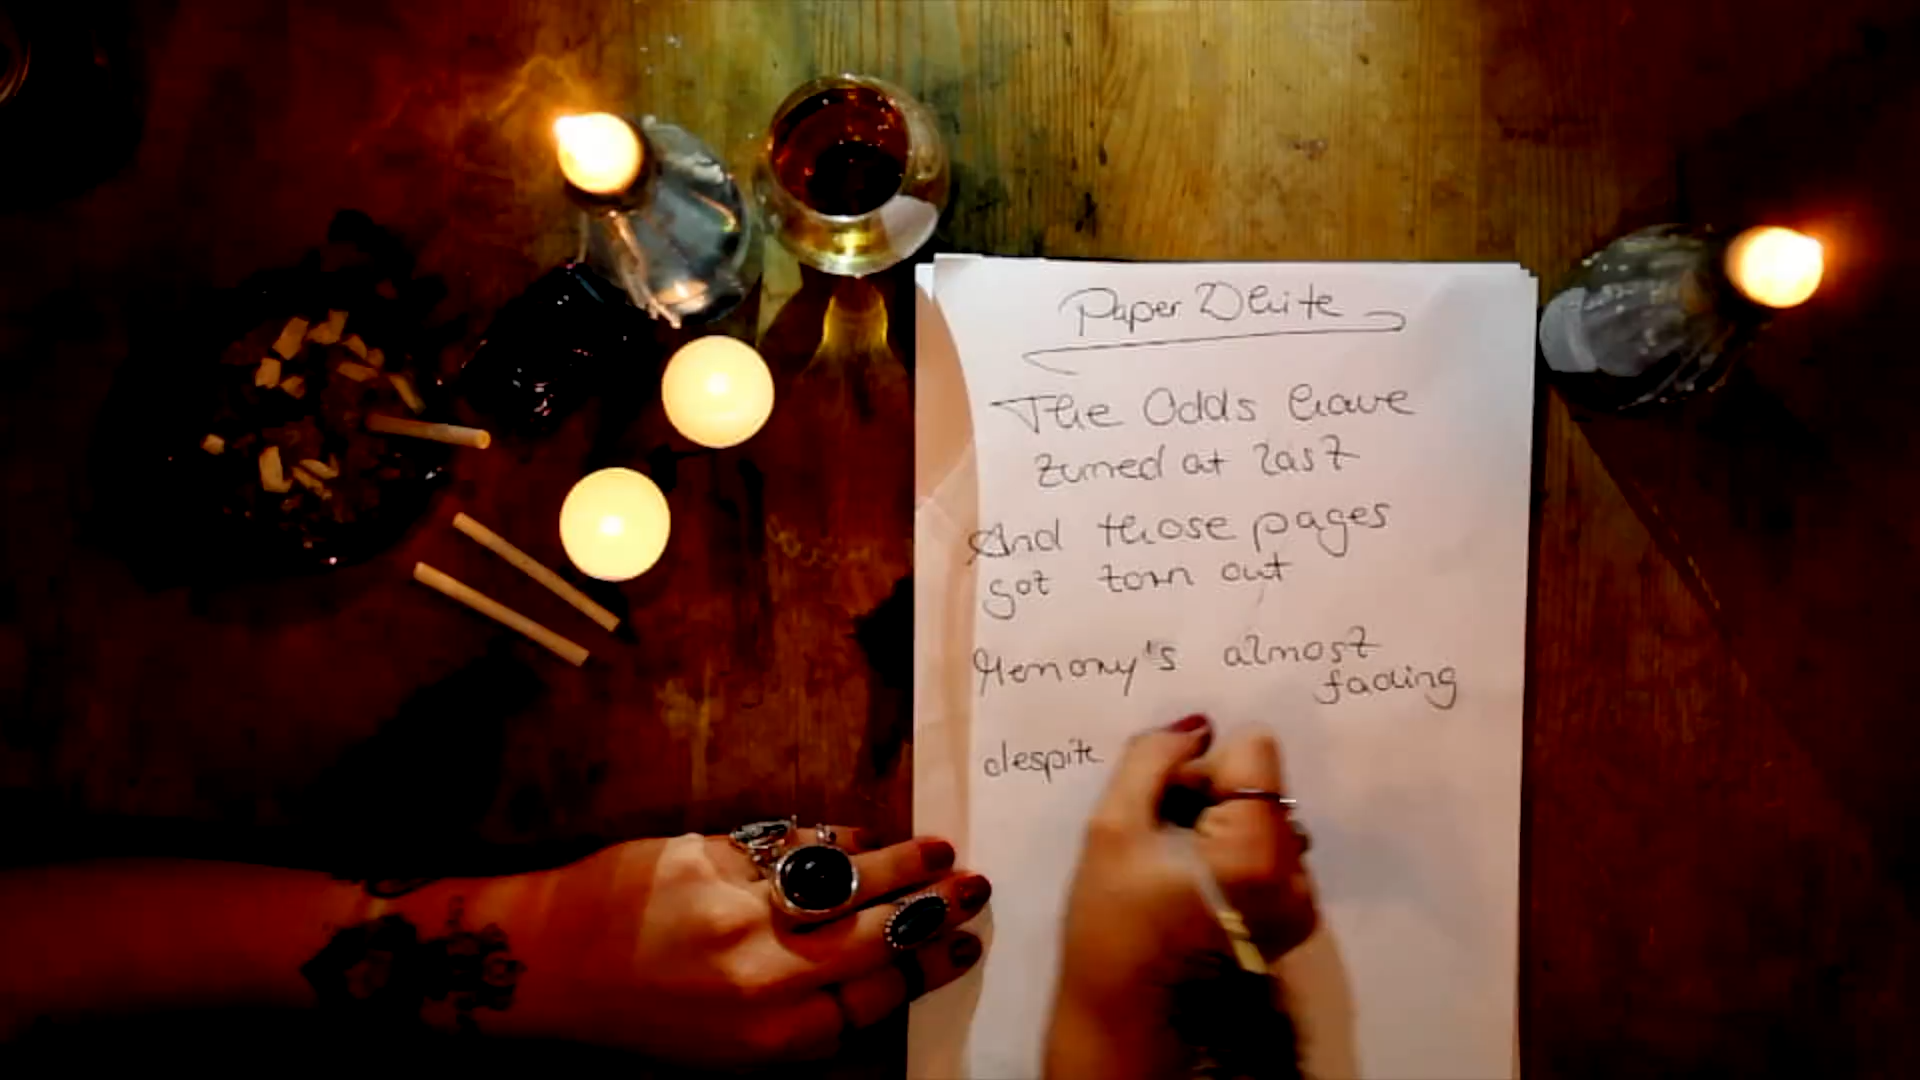 Paper White
The Odds have
turned at last
And those pages
got torn out
Memory's almost
fading
despite